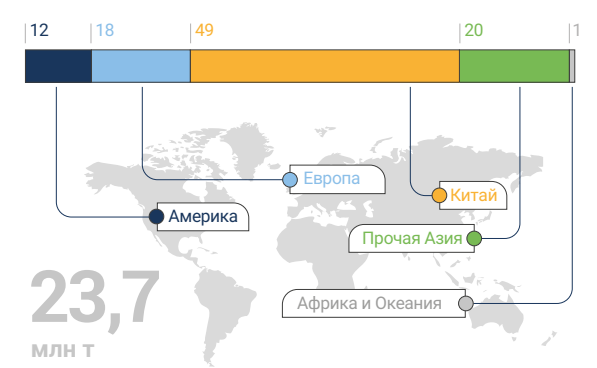 12 18 49 20 1
Европа
Китай
Америка
Прочая Азия
Африка и Океания
23,7
млн т